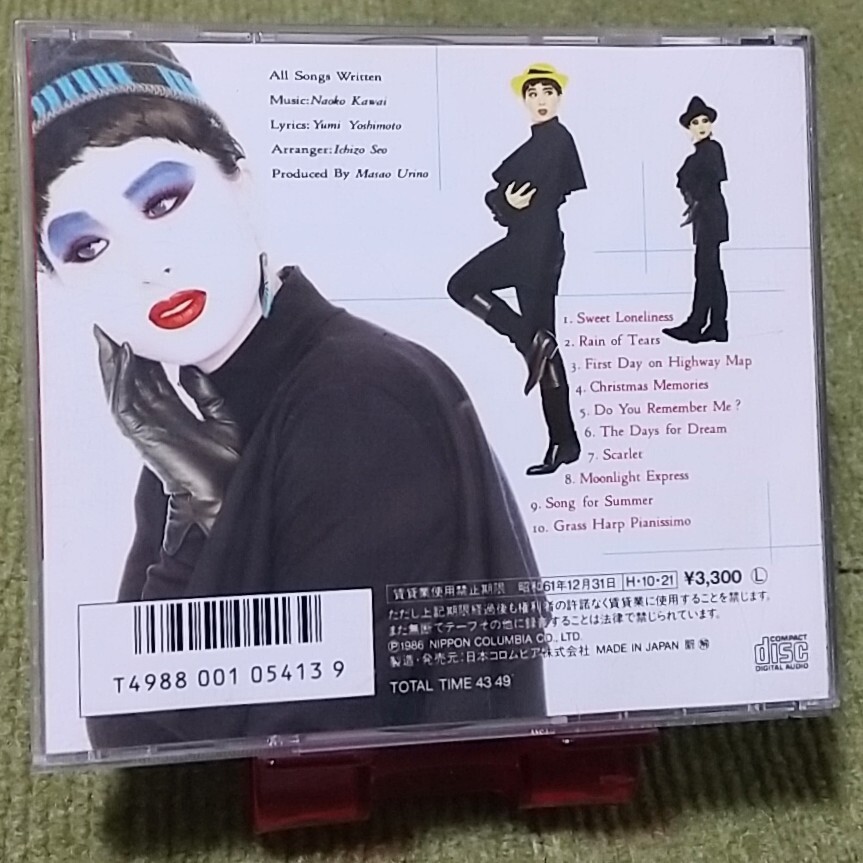 All Songs Written
Music: Naoko Kawai
Lyrics: Yumi Yoshimoto
Arranger: Ichizo Seo
Produced By Masao Urino
1. Sweet Loneliness
2. Rain of Tears
3. First Day on Highway Map
4. Christmas Memories
5. Do You Remember Me?
6. The Days for Dream
7. Scarlet
8. Moonlight Express
9. Song for Summer
10. Grass Harp Pianissimo
賃貸業使用禁止期限 昭和61年12月31日 H・10・21 ¥3,300 Ⓛ
ただし上記期限経過後も権利者の許諾なく賃貸業に使用することを禁じます。
また無断でテープその他に録音することは法律で禁じられています。
Ⓟ1986 NIPPON COLUMBIA CO., LTD.
製造・発売元:日本コロムビア株式会社 MADE IN JAPAN
TOTAL TIME 43 49
T4988 001 05413 9
COMPACT
disc
DIGITAL AUDIO